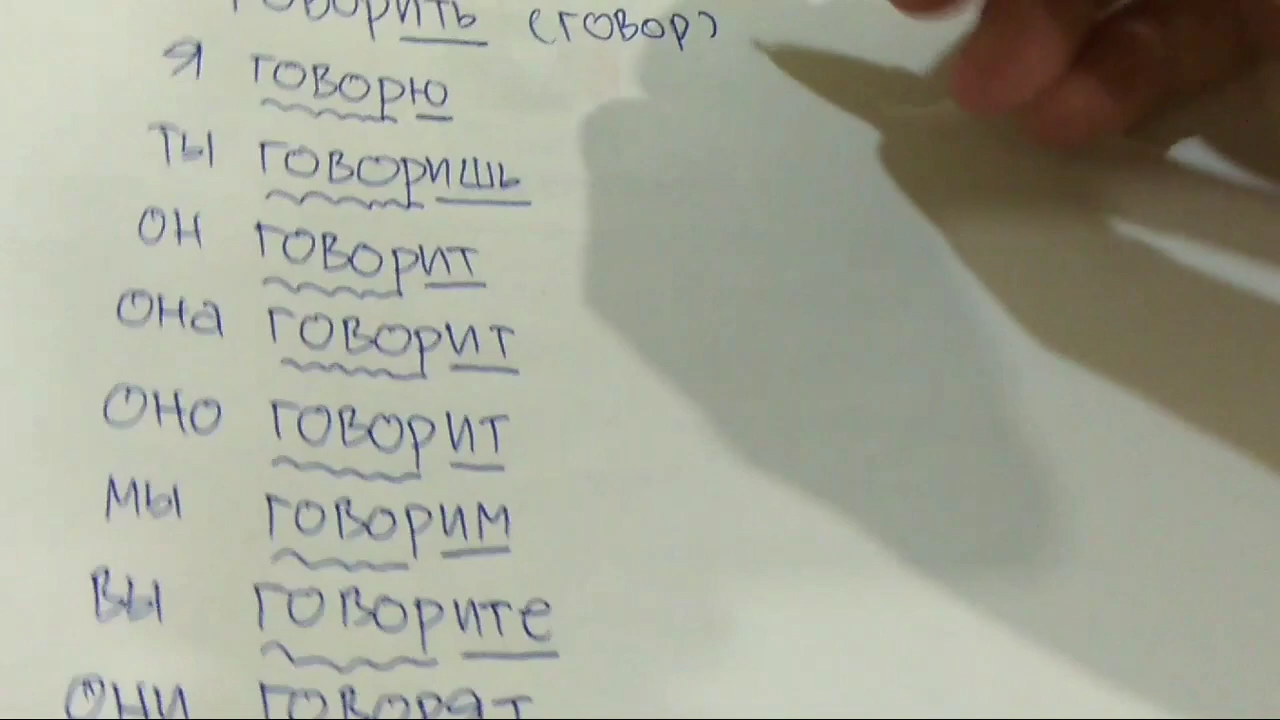 говорить (говор)
я говорю
ты говоришь
он говорит
она говорит
оно говорит
мы говорим
вы говорите
они говорят